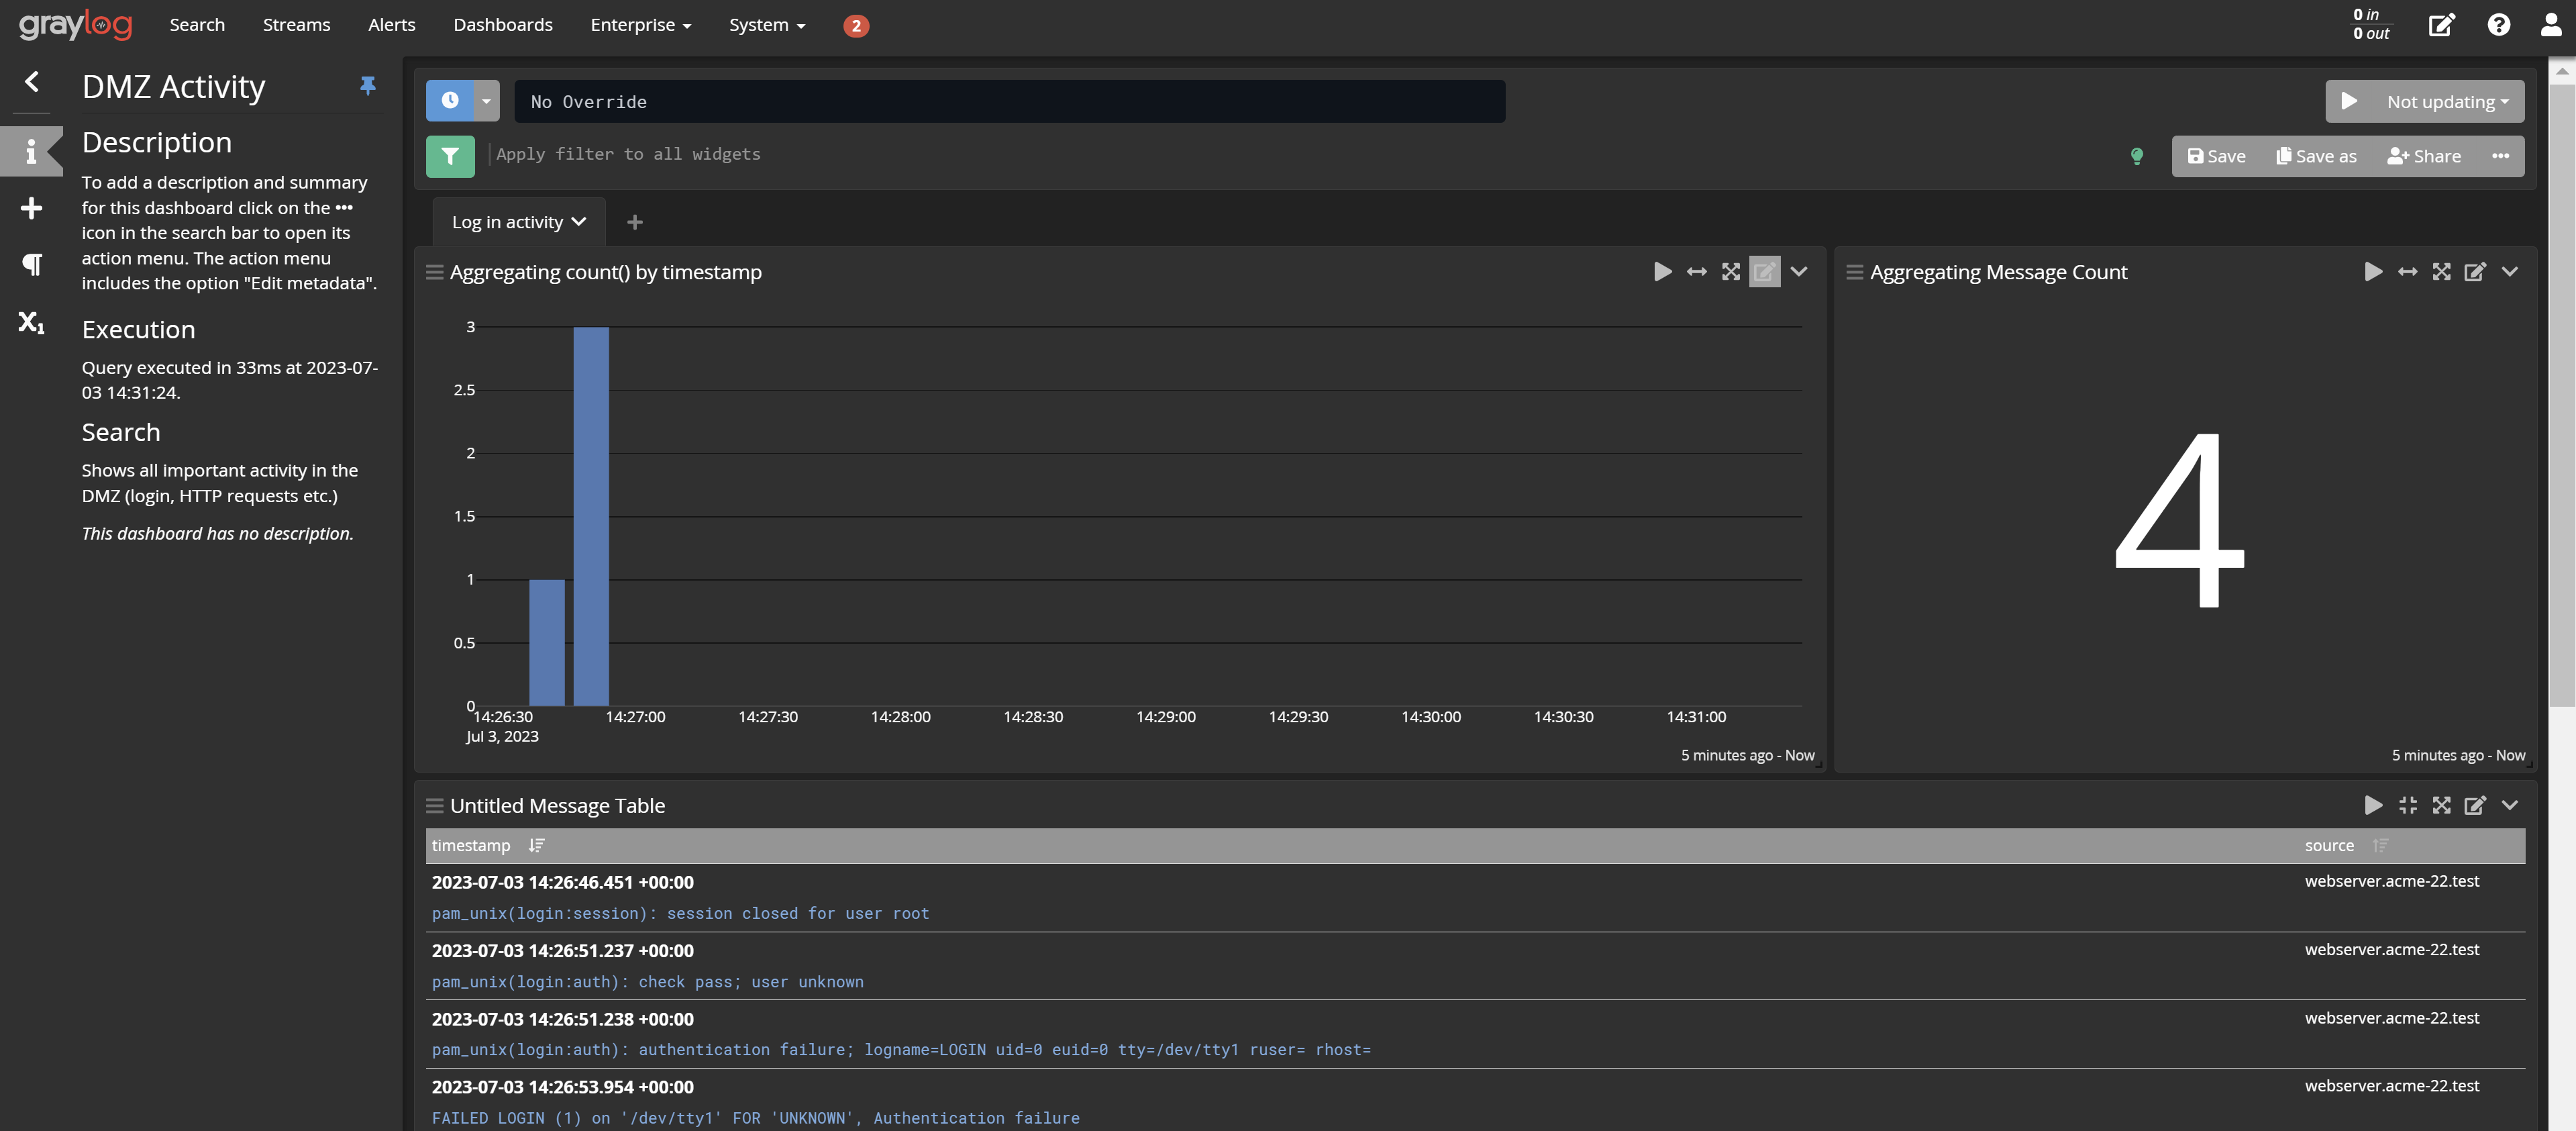 graylog
Search
Streams
Alerts
Dashboards
Enterprise
System
2
0 in
0 out
DMZ Activity
Description
To add a description and summary
for this dashboard click on the •••
icon in the search bar to open its
action menu. The action menu
includes the option "Edit metadata".
Execution
Query executed in 33ms at 2023-07-
03 14:31:24.
Search
Shows all important activity in the
DMZ (login, HTTP requests etc.)
This dashboard has no description.
No Override
Not updating
Apply filter to all widgets
Save
Save as
Share
Log in activity
Aggregating count() by timestamp
3
2.5
2
1.5
1
0.5
0
14:26:30
14:27:00
14:27:30
14:28:00
14:28:30
14:29:00
14:29:30
14:30:00
14:30:30
14:31:00
Jul 3, 2023
5 minutes ago - Now
Aggregating Message Count
4
5 minutes ago - Now
Untitled Message Table
timestamp
source
2023-07-03 14:26:46.451 +00:00
webserver.acme-22.test
pam_unix(login:session): session closed for user root
2023-07-03 14:26:51.237 +00:00
webserver.acme-22.test
pam_unix(login:auth): check pass; user unknown
2023-07-03 14:26:51.238 +00:00
webserver.acme-22.test
pam_unix(login:auth): authentication failure; logname=LOGIN uid=0 euid=0 tty=/dev/tty1 ruser= rhost=
2023-07-03 14:26:53.954 +00:00
webserver.acme-22.test
FAILED LOGIN (1) on '/dev/tty1' FOR 'UNKNOWN', Authentication failure